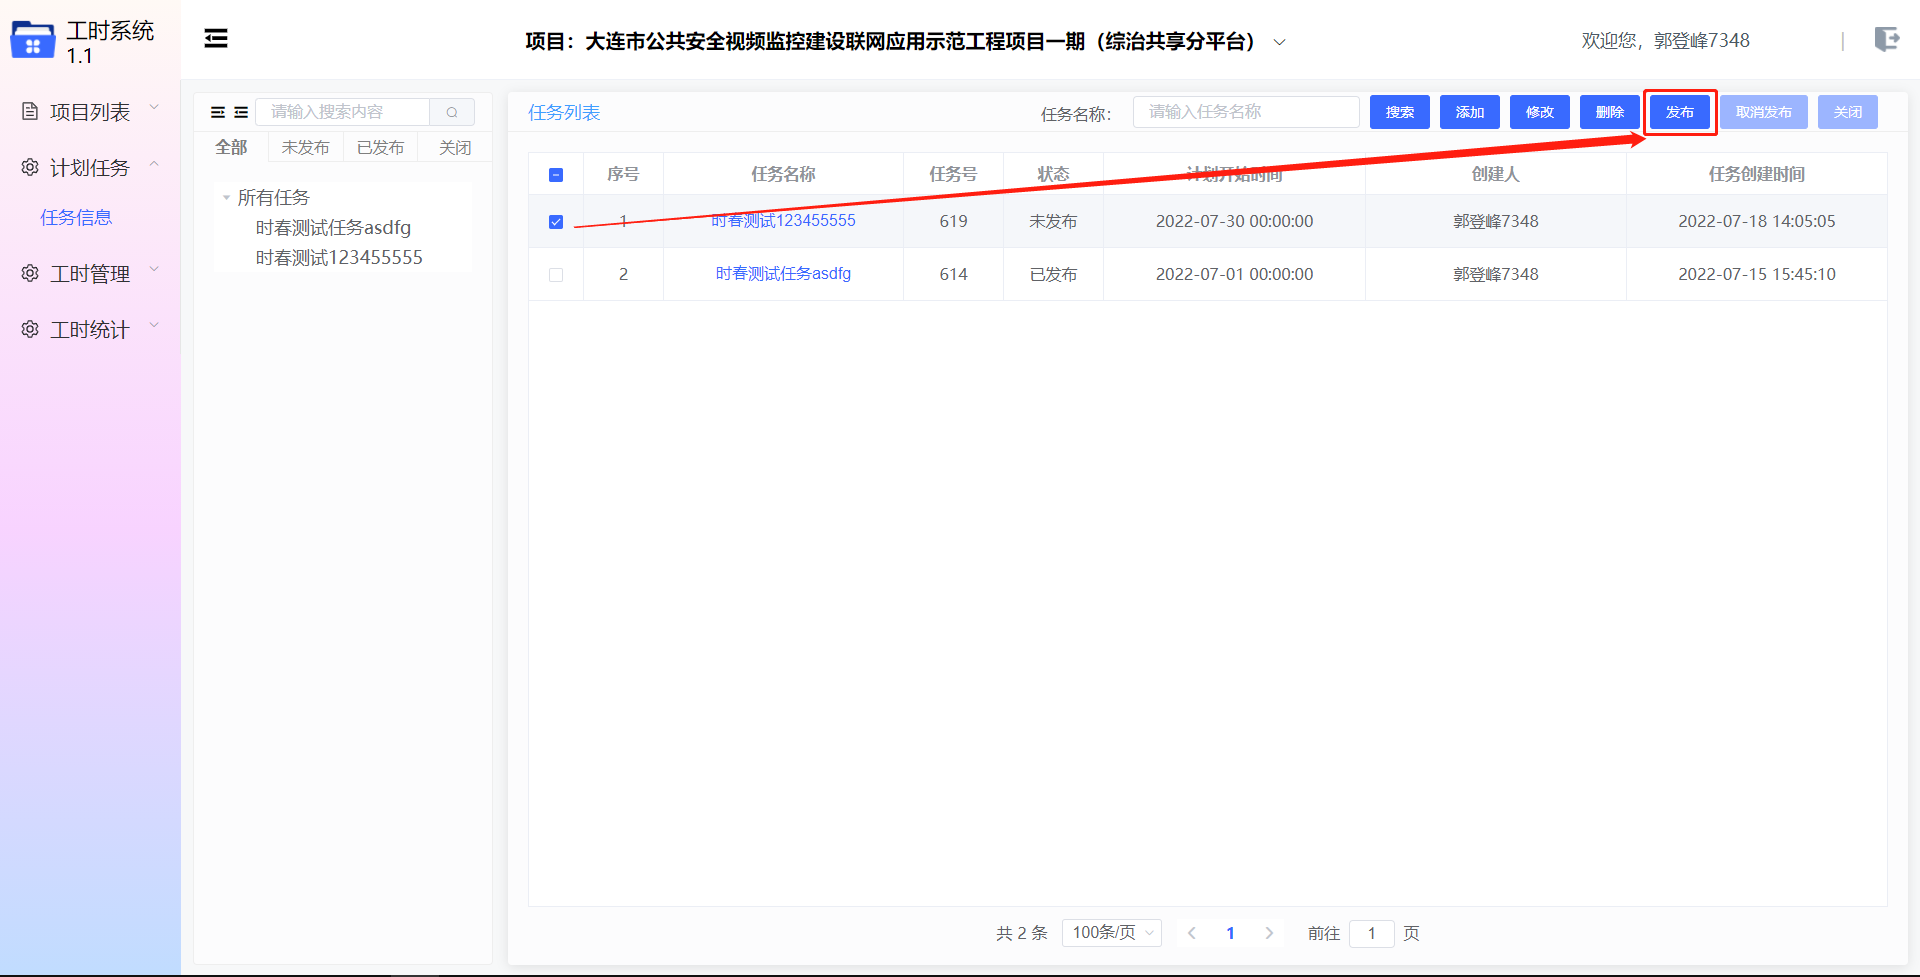 工时系统
1.1
项目：大连市公共安全视频监控建设联网应用示范工程项目一期（综治共享分平台）
欢迎您，郭登峰7348
项目列表
计划任务
任务信息
工时管理
工时统计
请输入搜索内容
全部 未发布 已发布 关闭
所有任务
时春测试任务asdfg
时春测试123455555
任务列表 任务名称： 请输入任务名称 搜索 添加 修改 删除 发布 取消发布 关闭
序号 任务名称 任务号 状态 计划开始时间 创建人 任务创建时间
1 时春测试123455555 619 未发布 2022-07-30 00:00:00 郭登峰7348 2022-07-18 14:05:05
2 时春测试任务asdfg 614 已发布 2022-07-01 00:00:00 郭登峰7348 2022-07-15 15:45:10
共 2 条 100条/页 1 前往 1 页